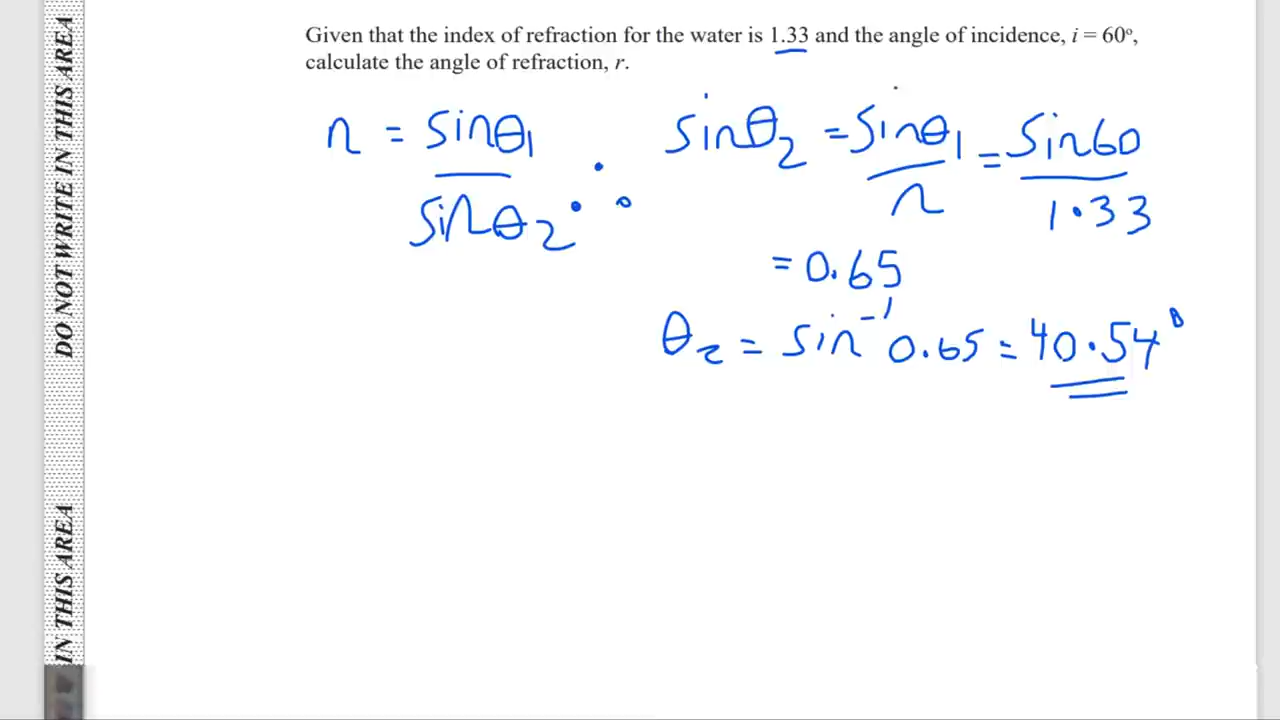 Given that the index of refraction for the water is 1.33 and the angle of incidence, i = 60°,
calculate the angle of refraction, r.
n = sinθ1 / sinθ2 ∴ sinθ2 = sinθ1 / n = sin60 / 1.33
= 0.65
θ2 = sin⁻¹ 0.65 = 40.54°
DO NOT WRITE IN THIS AREA
IN THIS AREA